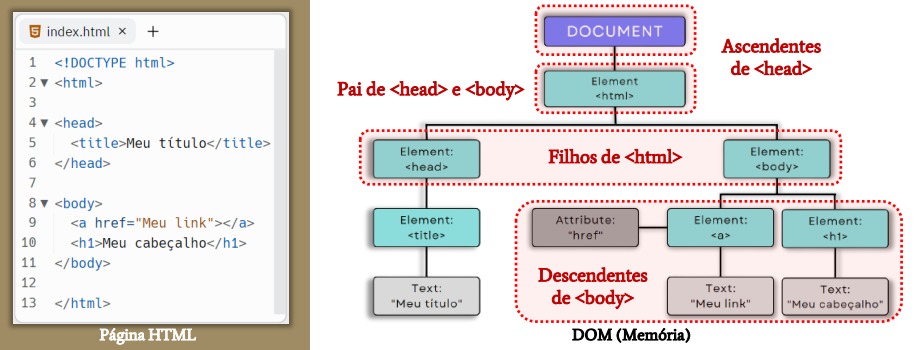 index.html × +
1 <!DOCTYPE html>
2 ▼ <html>
3
4 ▼ <head>
5 <title>Meu título</title>
6 </head>
7
8 ▼ <body>
9 <a href="Meu link"></a>
10 <h1>Meu cabeçalho</h1>
11 </body>
12
13 </html>
Página HTML
DOCUMENT
Ascendentes
de <head>
Element
<html>
Pai de <head> e <body>
Element:
<head>
Filhos de <html>
Element:
<body>
Element:
<title>
Attribute:
"href"
Element:
<a>
Element:
<h1>
Descendentes
de <body>
Text:
"Meu título"
Text:
"Meu link"
Text:
"Meu cabeçalho"
DOM (Memória)